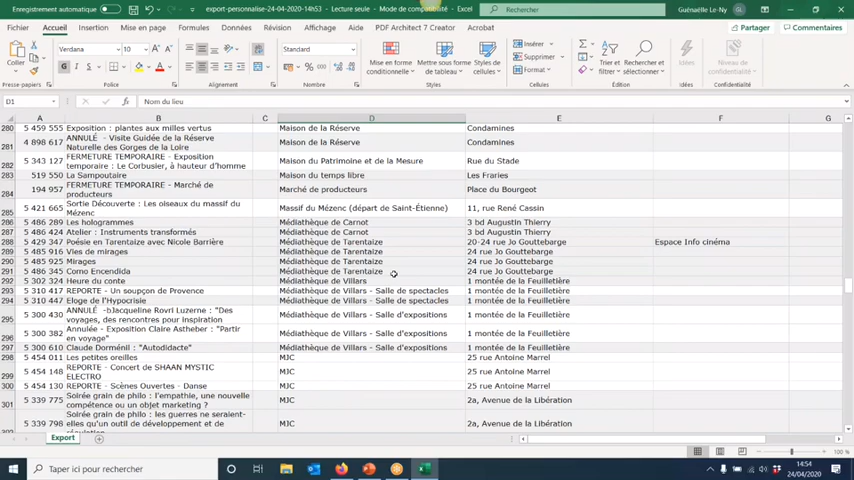 Enregistrement automatique
export-personnalise-24-04-2020-14h53 - Lecture seule - Mode de compatibilité - Excel
Rechercher
Guénaëlle Le-Ny
GL
Fichier Accueil Insertion Mise en page Formules Données Révision Affichage Aide PDF Architect 7 Creator Acrobat
Partager
Commentaires
Coller
Verdana
10
G I S
Standard
Mise en forme conditionnelle
Mettre sous forme de tableau
Styles de cellules
Insérer
Supprimer
Format
Trier et filtrer
Rechercher et sélectionner
Niveau de confidentialité
Presse-papiers
Police
Alignement
Nombre
Styles
Cellules
Édition
Confidentialité
D1
fx
Nom du lieu
A B C D E F G
280 5 459 555 Exposition : plantes aux milles vertus Maison de la Réserve Condamines
281 4 898 617 ANNULÉ - Visite Guidée de la Réserve Naturelle des Gorges de la Loire Maison de la Réserve Condamines
282 5 343 127 FERMETURE TEMPORAIRE - Exposition temporaire : Le Corbusier, à hauteur d'homme Maison du Patrimoine et de la Mesure Rue du Stade
283 519 550 La Sampoutaire Maison du temps libre Les Fraries
284 194 957 FERMETURE TEMPORAIRE - Marché de producteurs Marché de producteurs Place du Bourgeot
285 5 421 665 Sortie Découverte : Les oiseaux du massif du Mézenc Massif du Mézenc (départ de Saint-Étienne) 11, rue René Cassin
286 5 486 289 Les hologrammes Médiathèque de Carnot 3 bd Augustin Thierry
287 5 486 424 Atelier : Instruments transformés Médiathèque de Carnot 3 bd Augustin Thierry
288 5 429 347 Poésie en Tarentaize avec Nicole Barrière Médiathèque de Tarentaize 20-24 rue Jo Gouttebarge Espace Info cinéma
289 5 485 916 Vies de mirages Médiathèque de Tarentaize 24 rue Jo Gouttebarge
290 5 485 925 Mirages Médiathèque de Tarentaize 24 rue Jo Gouttebarge
291 5 486 345 Como Encendida Médiathèque de Tarentaize 24 rue Jo Gouttebarge
292 5 302 324 Heure du conte Médiathèque de Villars 1 montée de la Feuilletière
293 5 310 417 REPORTE - Un soupçon de Provence Médiathèque de Villars - Salle de spectacles 1 montée de la Feuilletière
294 5 310 447 Eloge de l'Hypocrisie Médiathèque de Villars - Salle de spectacles 1 montée de la Feuilletière
295 5 300 430 ANNULÉ -bJacqueline Rovri Luzerne : "Des voyages, des rencontres pour inspiration Médiathèque de Villars - Salle d'expositions 1 montée de la Feuilletière
296 5 300 382 Annulée - Exposition Claire Astheber : "Partir en voyage" Médiathèque de Villars - Salle d'expositions 1 montée de la Feuilletière
297 5 300 610 Claude Dorménil : "Autodidacte" Médiathèque de Villars - Salle d'expositions 1 montée de la Feuilletière
298 5 454 011 Les petites oreilles MJC 25 rue Antoine Marrel
299 5 454 148 REPORTE - Concert de SHAAN MYSTIC ELECTRO MJC 25 rue Antoine Marrel
300 5 454 130 REPORTE - Scènes Ouvertes - Danse MJC 25 rue Antoine Marrel
301 5 339 775 Soirée grain de philo : l'empathie, une nouvelle compétence ou un objet marketing ? MJC 2a, Avenue de la Libération
302 5 339 798 Soirée grain de philo : les guerres ne seraient-elles qu'un outil de développement et de régulation MJC 2a, Avenue de la Libération
Export
100 %
Taper ici pour rechercher
14:54
24/04/2020